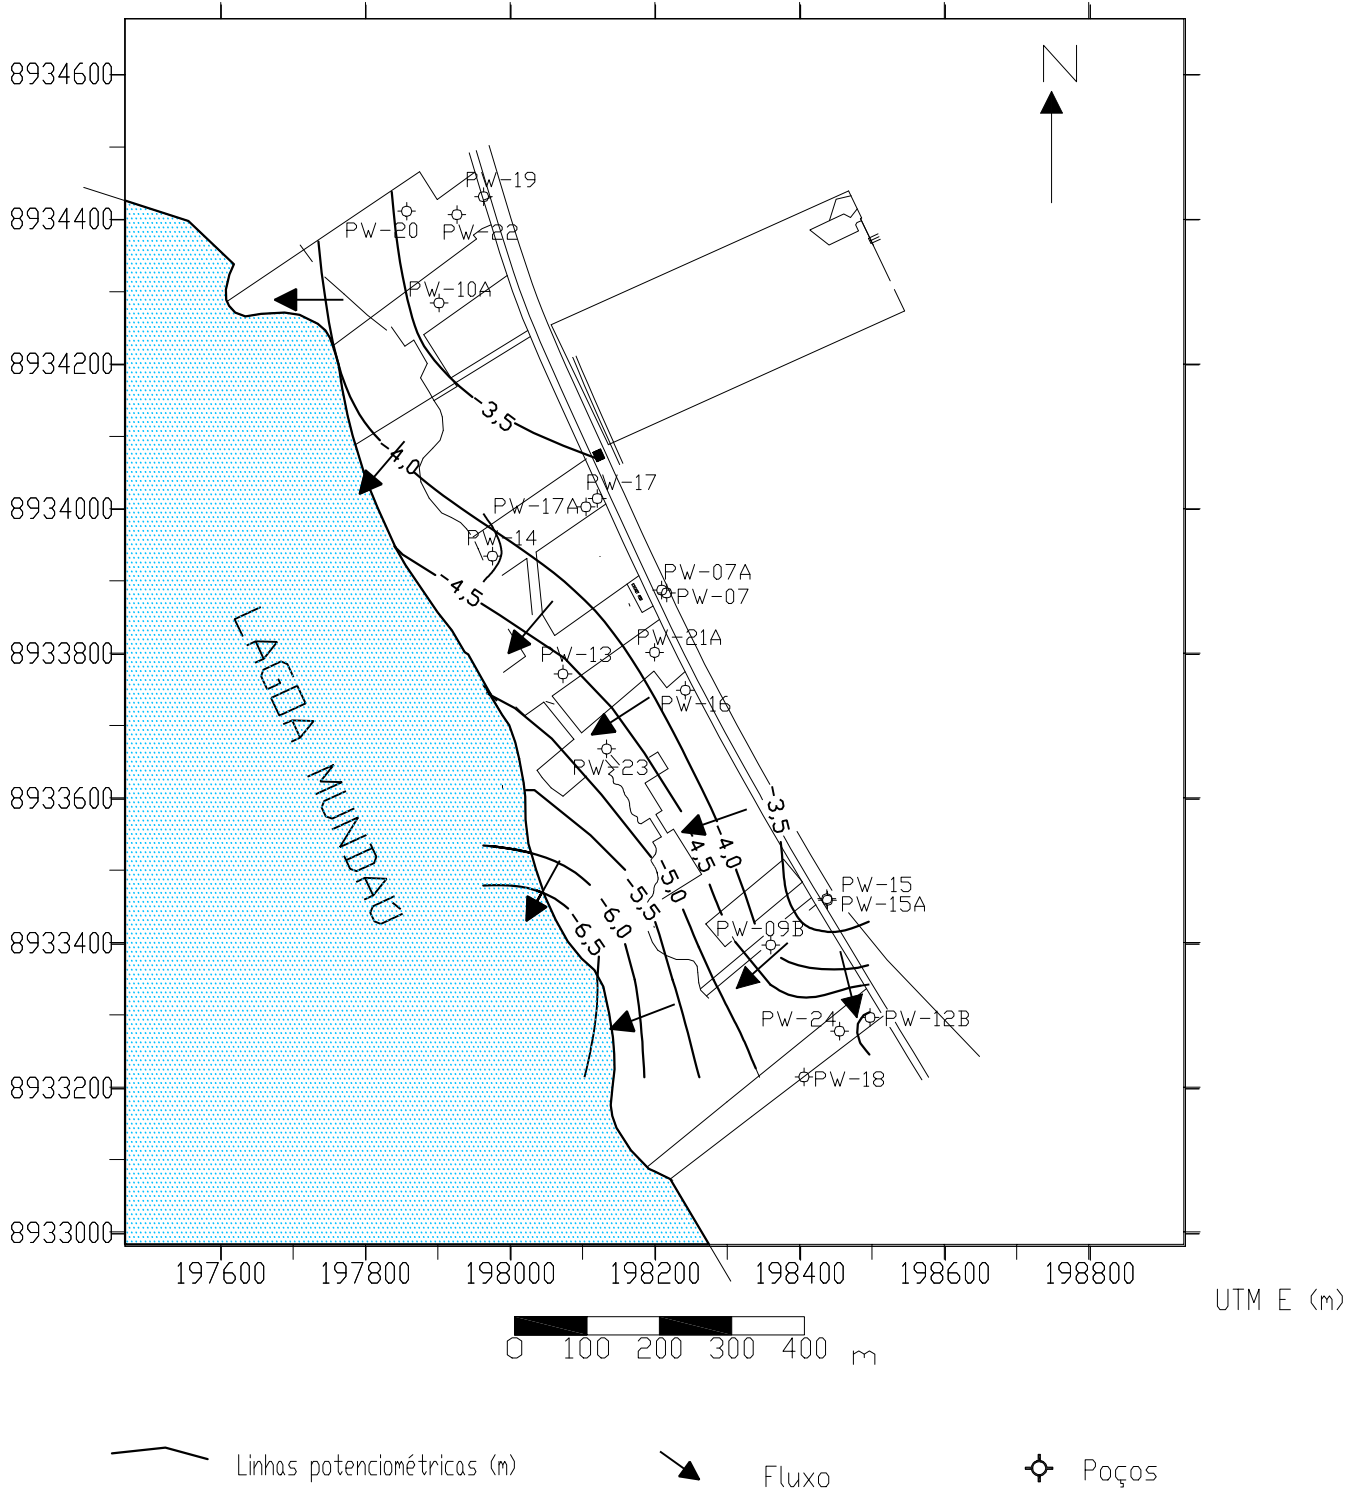 N
8934600
8934400
8934200
8934000
8933800
8933600
8933400
8933200
8933000
PW-19
PW-20
PW-22
PW-10A
-3,5
-4,0
PW-17
PW-17A
PW-14
PW-07A
PW-07
-4,5
PW-21A
PW-13
PW-16
PW-23
-3,5
-4,0
-4,5
-5,0
-5,5
-6,0
-6,5
PW-15
PW-15A
PW-09B
PW-24
PW-12B
PW-18
LAGOA MUNDAÚ
197600 197800 198000 198200 198400 198600 198800
UTM E (m)
0 100 200 300 400 m
Linhas potenciométricas (m)
Fluxo
Poços